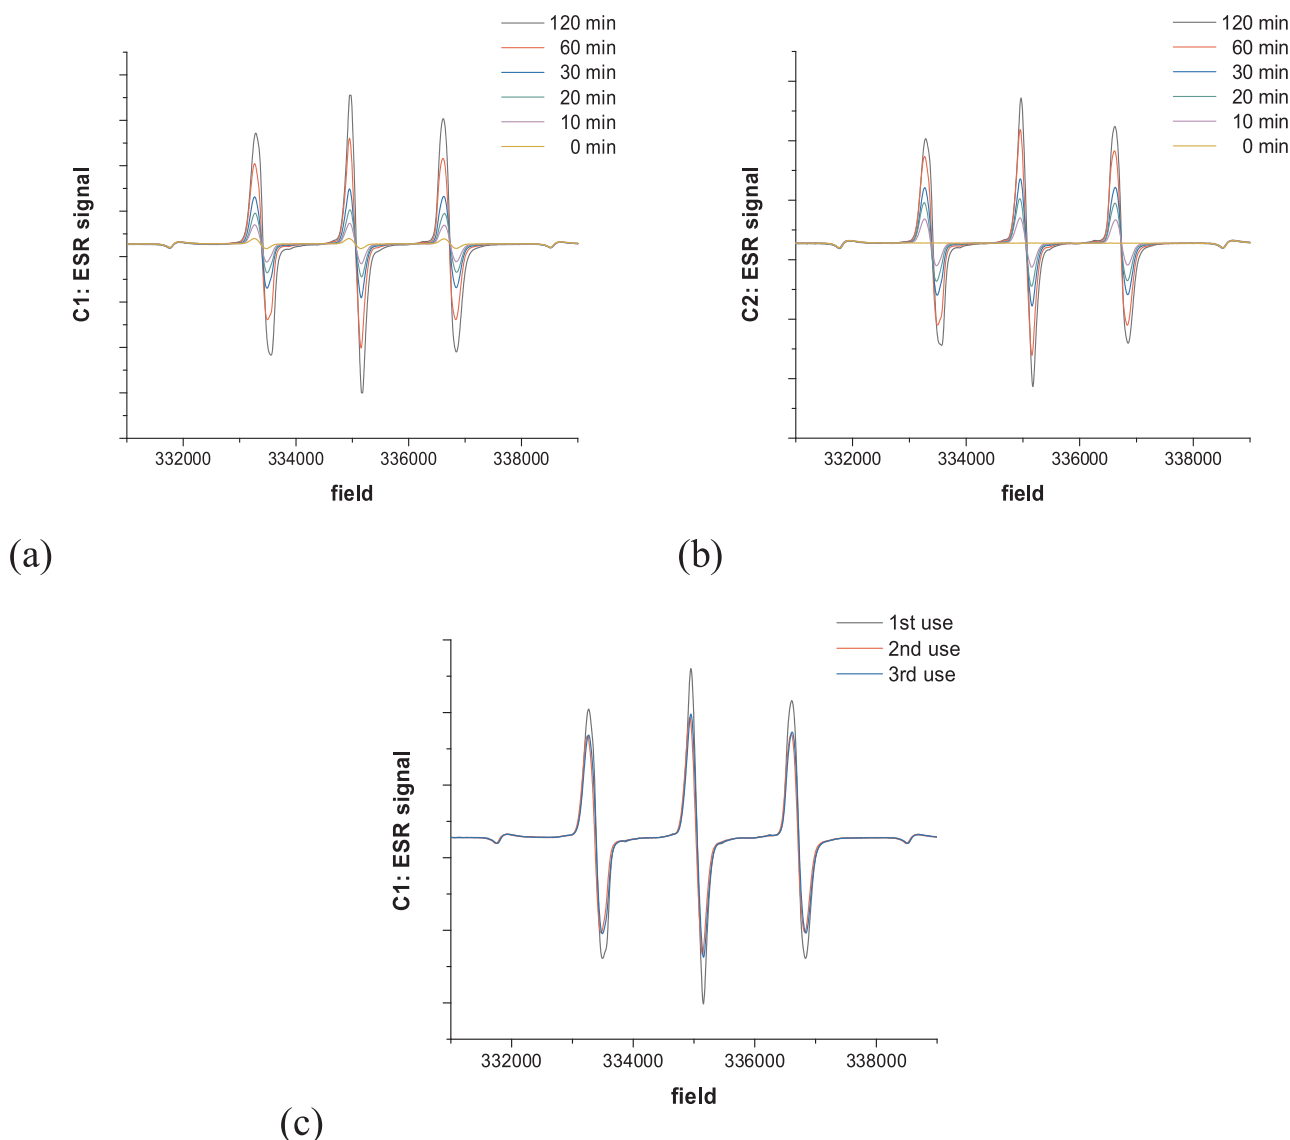 120 min
60 min
30 min
20 min
10 min
0 min
C1: ESR signal
332000 334000 336000 338000
field
(a)
120 min
60 min
30 min
20 min
10 min
0 min
C2: ESR signal
332000 334000 336000 338000
field
(b)
1st use
2nd use
3rd use
C1: ESR signal
332000 334000 336000 338000
field
(c)